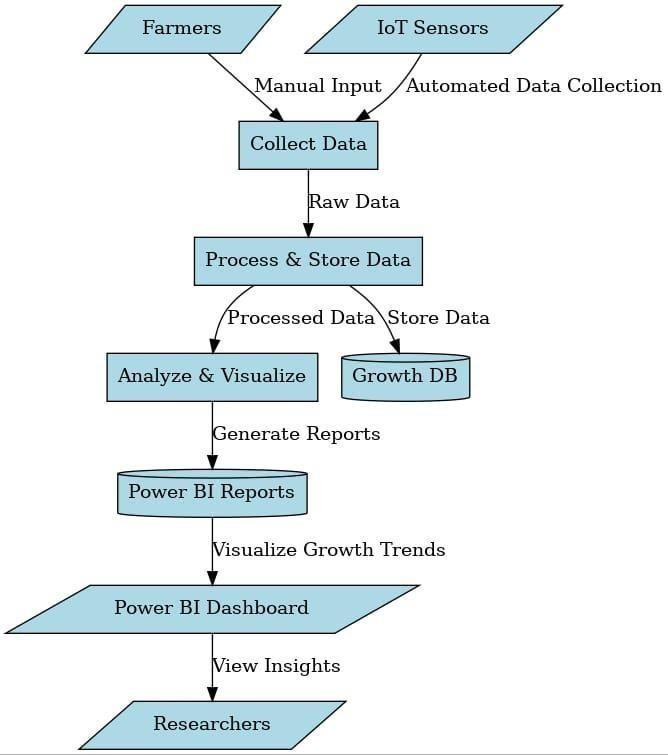 Farmers
IoT Sensors
Manual Input
Automated Data Collection
Collect Data
Raw Data
Process & Store Data
Processed Data
Store Data
Analyze & Visualize
Growth DB
Generate Reports
Power BI Reports
Visualize Growth Trends
Power BI Dashboard
View Insights
Researchers